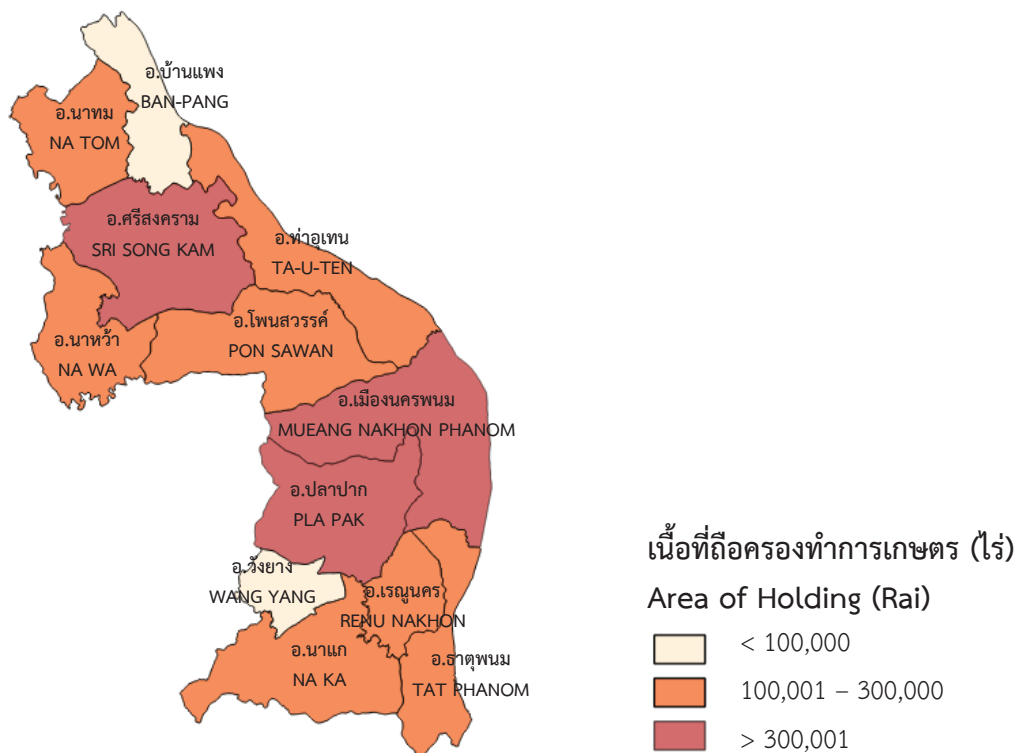 อ.บ้านแพง
BAN-PANG
อ.นาทม
NA TOM
อ.ศรีสงคราม
SRI SONG KAM
อ.ท่าอุเทน
TA-U-TEN
อ.นาหว้า
NA WA
อ.โพนสวรรค์
PON SAWAN
อ.เมืองนครพนม
MUEANG NAKHON PHANOM
อ.ปลาปาก
PLA PAK
อ.วังยาง
WANG YANG
อ.เรณูนคร
RENU NAKHON
อ.นาแก
NA KA
อ.ธาตุพนม
TAT PHANOM
เนื้อที่ถือครองทำการเกษตร (ไร่)
Area of Holding (Rai)
< 100,000
100,001 – 300,000
> 300,001